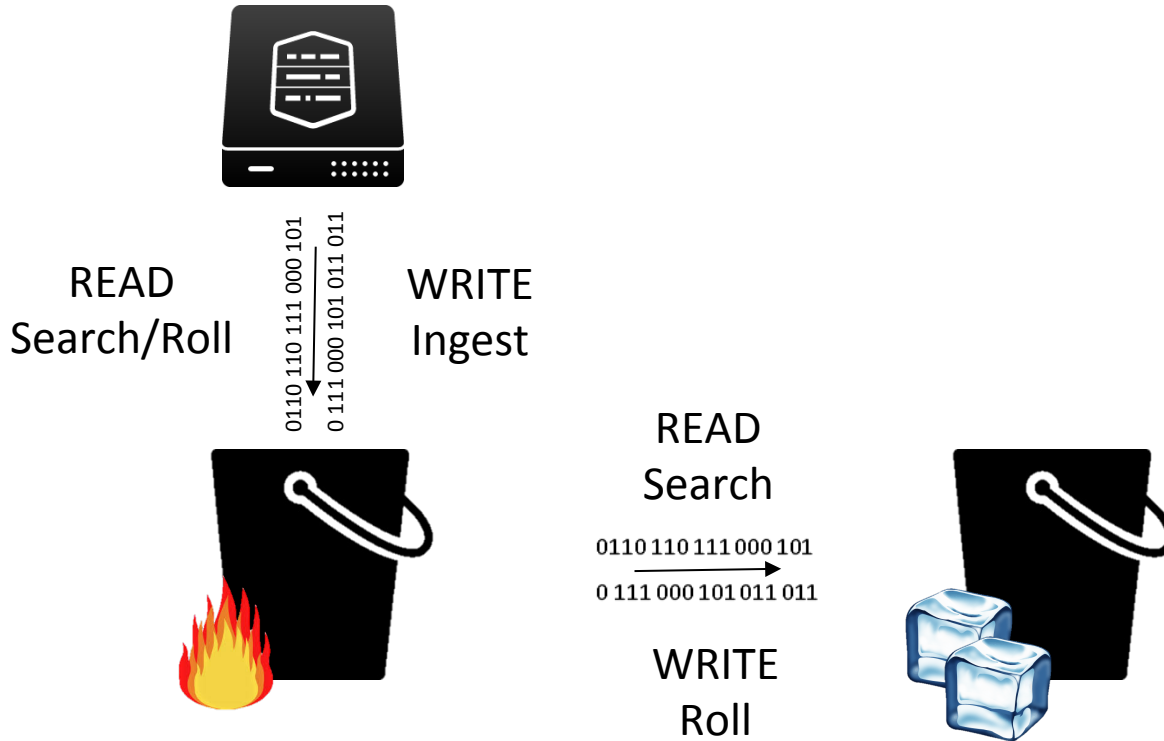 READ
Search/Roll
0110 110 111 000 101
0 111 000 101 011 011
WRITE
Ingest
READ
Search
0110 110 111 000 101
0 111 000 101 011 011
WRITE
Roll